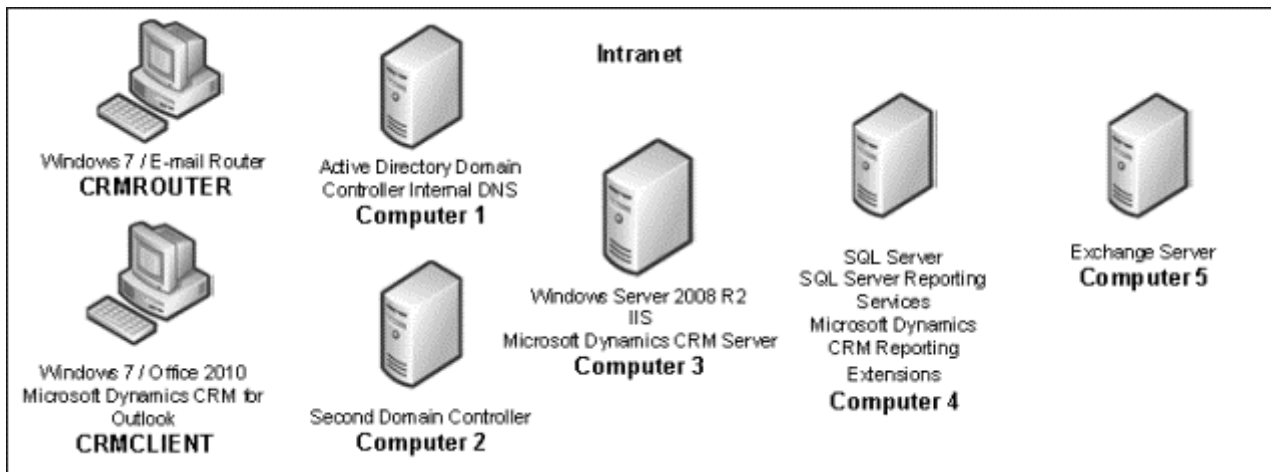 Intranet
Windows 7 / E-mail Router
CRMROUTER
Windows 7 / Office 2010
Microsoft Dynamics CRM for
Outlook
CRMCLIENT
Active Directory Domain
Controller Internal DNS
Computer 1
Second Domain Controller
Computer 2
Windows Server 2008 R2
IIS
Microsoft Dynamics CRM Server
Computer 3
SQL Server
SQL Server Reporting
Services
Microsoft Dynamics
CRM Reporting
Extensions
Computer 4
Exchange Server
Computer 5